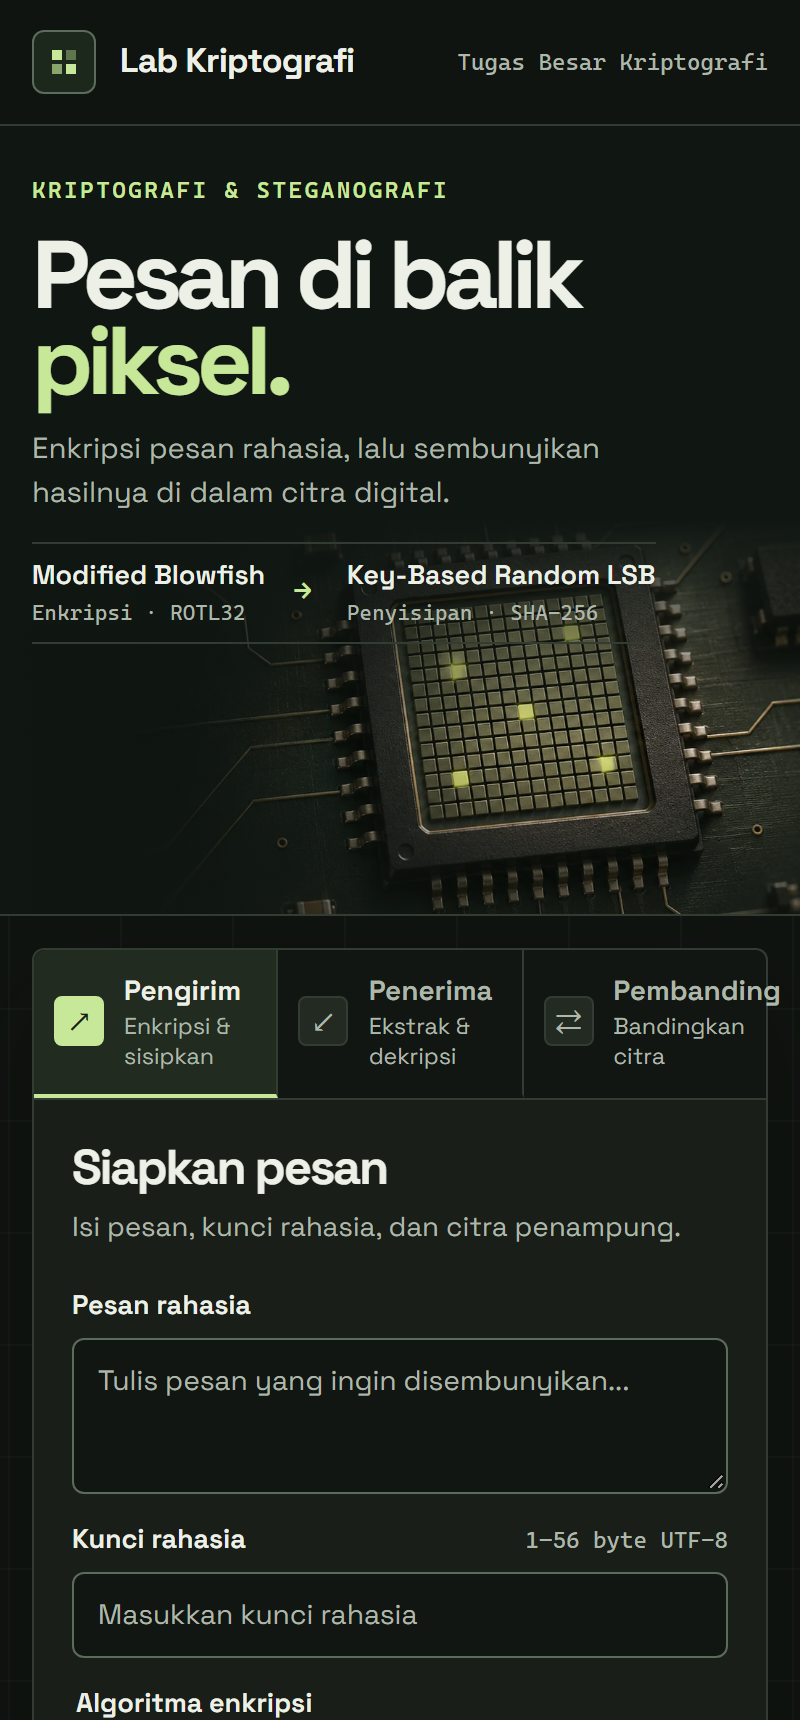 Lab Kriptografi
Tugas Besar Kriptografi
KRIPTOGRAFI & STEGANOGRAFI
Pesan di balik
piksel.
Enkripsi pesan rahasia, lalu sembunyikan
hasilnya di dalam citra digital.
Modified Blowfish → Key-Based Random LSB
Enkripsi · ROTL32 Penyisipan · SHA-256
Pengirim
Enkripsi &
sisipkan
Penerima
Ekstrak &
dekripsi
Pembanding
Bandingkan
citra
Siapkan pesan
Isi pesan, kunci rahasia, dan citra penampung.
Pesan rahasia
Tulis pesan yang ingin disembunyikan...
Kunci rahasia
1–56 byte UTF-8
Masukkan kunci rahasia
Algoritma enkripsi